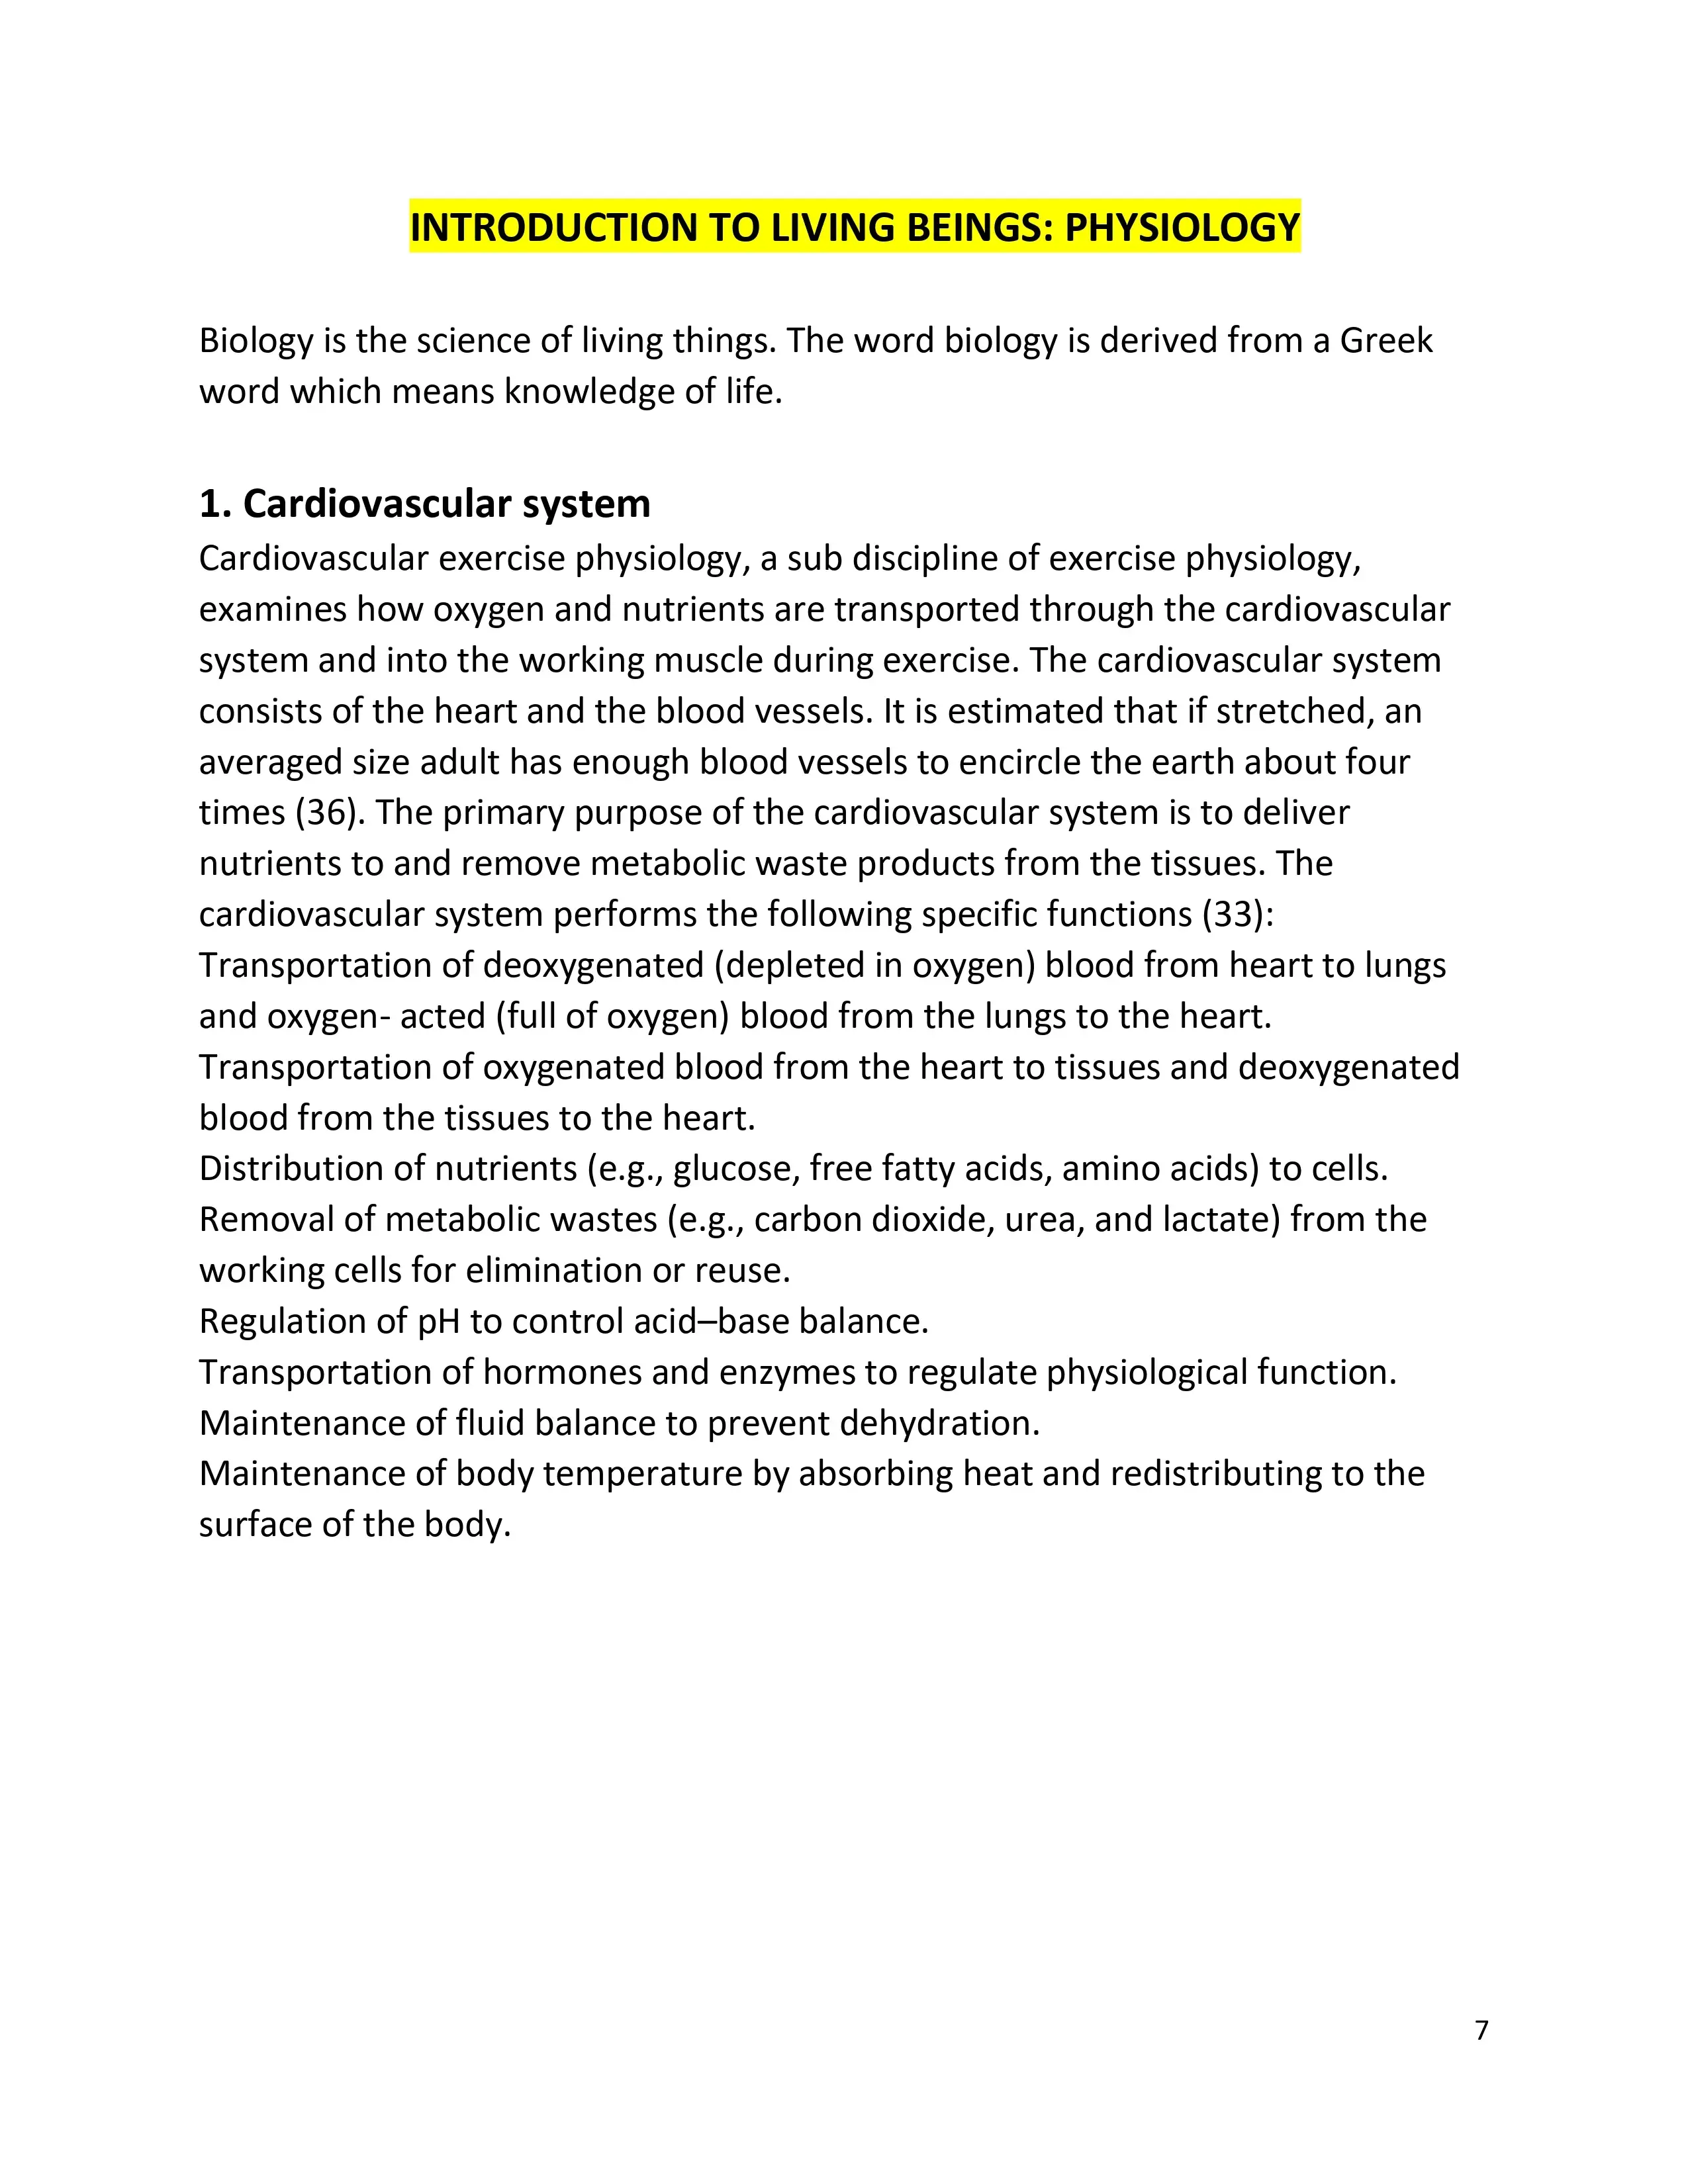 INTRODUCTION TO LIVING BEINGS: PHYSIOLOGY
Biology is the science of living things. The word biology is derived from a Greek
word which means knowledge of life.
1. Cardiovascular system
Cardiovascular exercise physiology, a sub discipline of exercise physiology,
examines how oxygen and nutrients are transported through the cardiovascular
system and into the working muscle during exercise. The cardiovascular system
consists of the heart and the blood vessels. It is estimated that if stretched, an
averaged size adult has enough blood vessels to encircle the earth about four
times (36). The primary purpose of the cardiovascular system is to deliver
nutrients to and remove metabolic waste products from the tissues. The
cardiovascular system performs the following specific functions (33):
Transportation of deoxygenated (depleted in oxygen) blood from heart to lungs
and oxygen- acted (full of oxygen) blood from the lungs to the heart.
Transportation of oxygenated blood from the heart to tissues and deoxygenated
blood from the tissues to the heart.
Distribution of nutrients (e.g., glucose, free fatty acids, amino acids) to cells.
Removal of metabolic wastes (e.g., carbon dioxide, urea, and lactate) from the
working cells for elimination or reuse.
Regulation of pH to control acid–base balance.
Transportation of hormones and enzymes to regulate physiological function.
Maintenance of fluid balance to prevent dehydration.
Maintenance of body temperature by absorbing heat and redistributing to the
surface of the body.
7